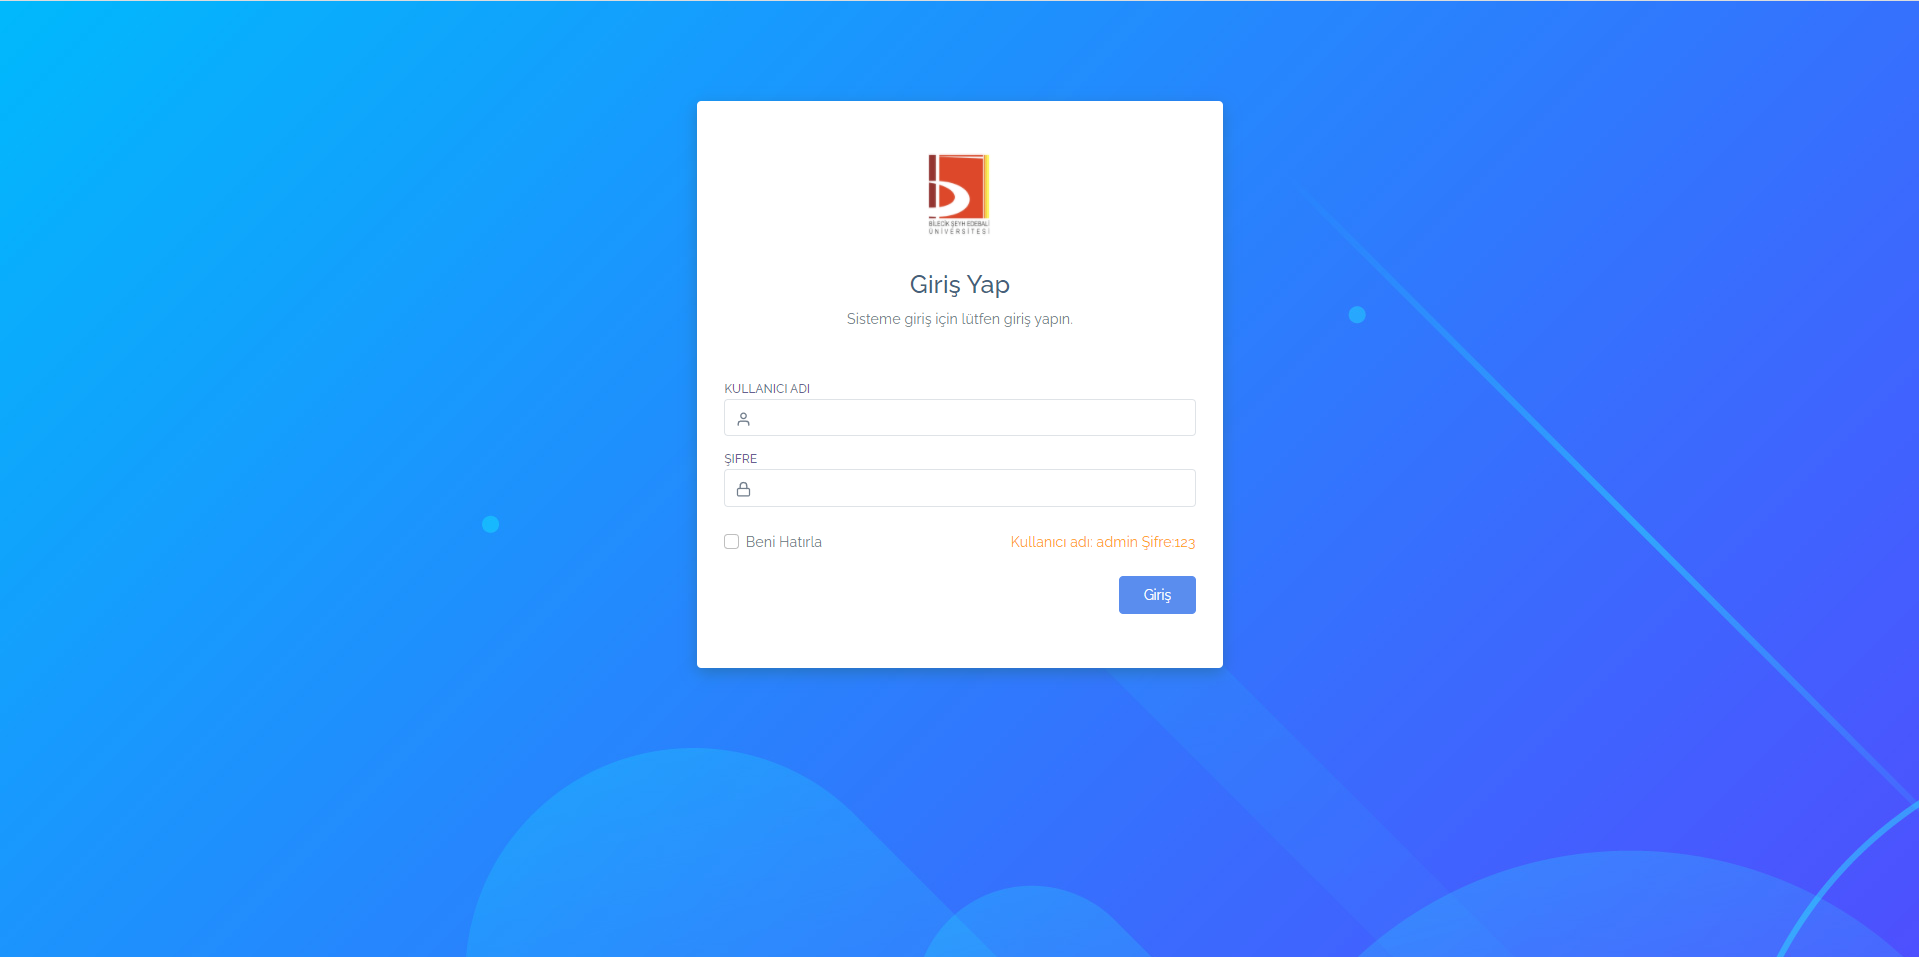 BİLECİK ŞEYH EDEBALİ
ÜNİVERSİTESİ
Giriş Yap
Sisteme giriş için lütfen giriş yapın.
KULLANICI ADI
ŞIFRE
Beni Hatırla
Kullanıcı adı: admin Şifre:123
Giriş